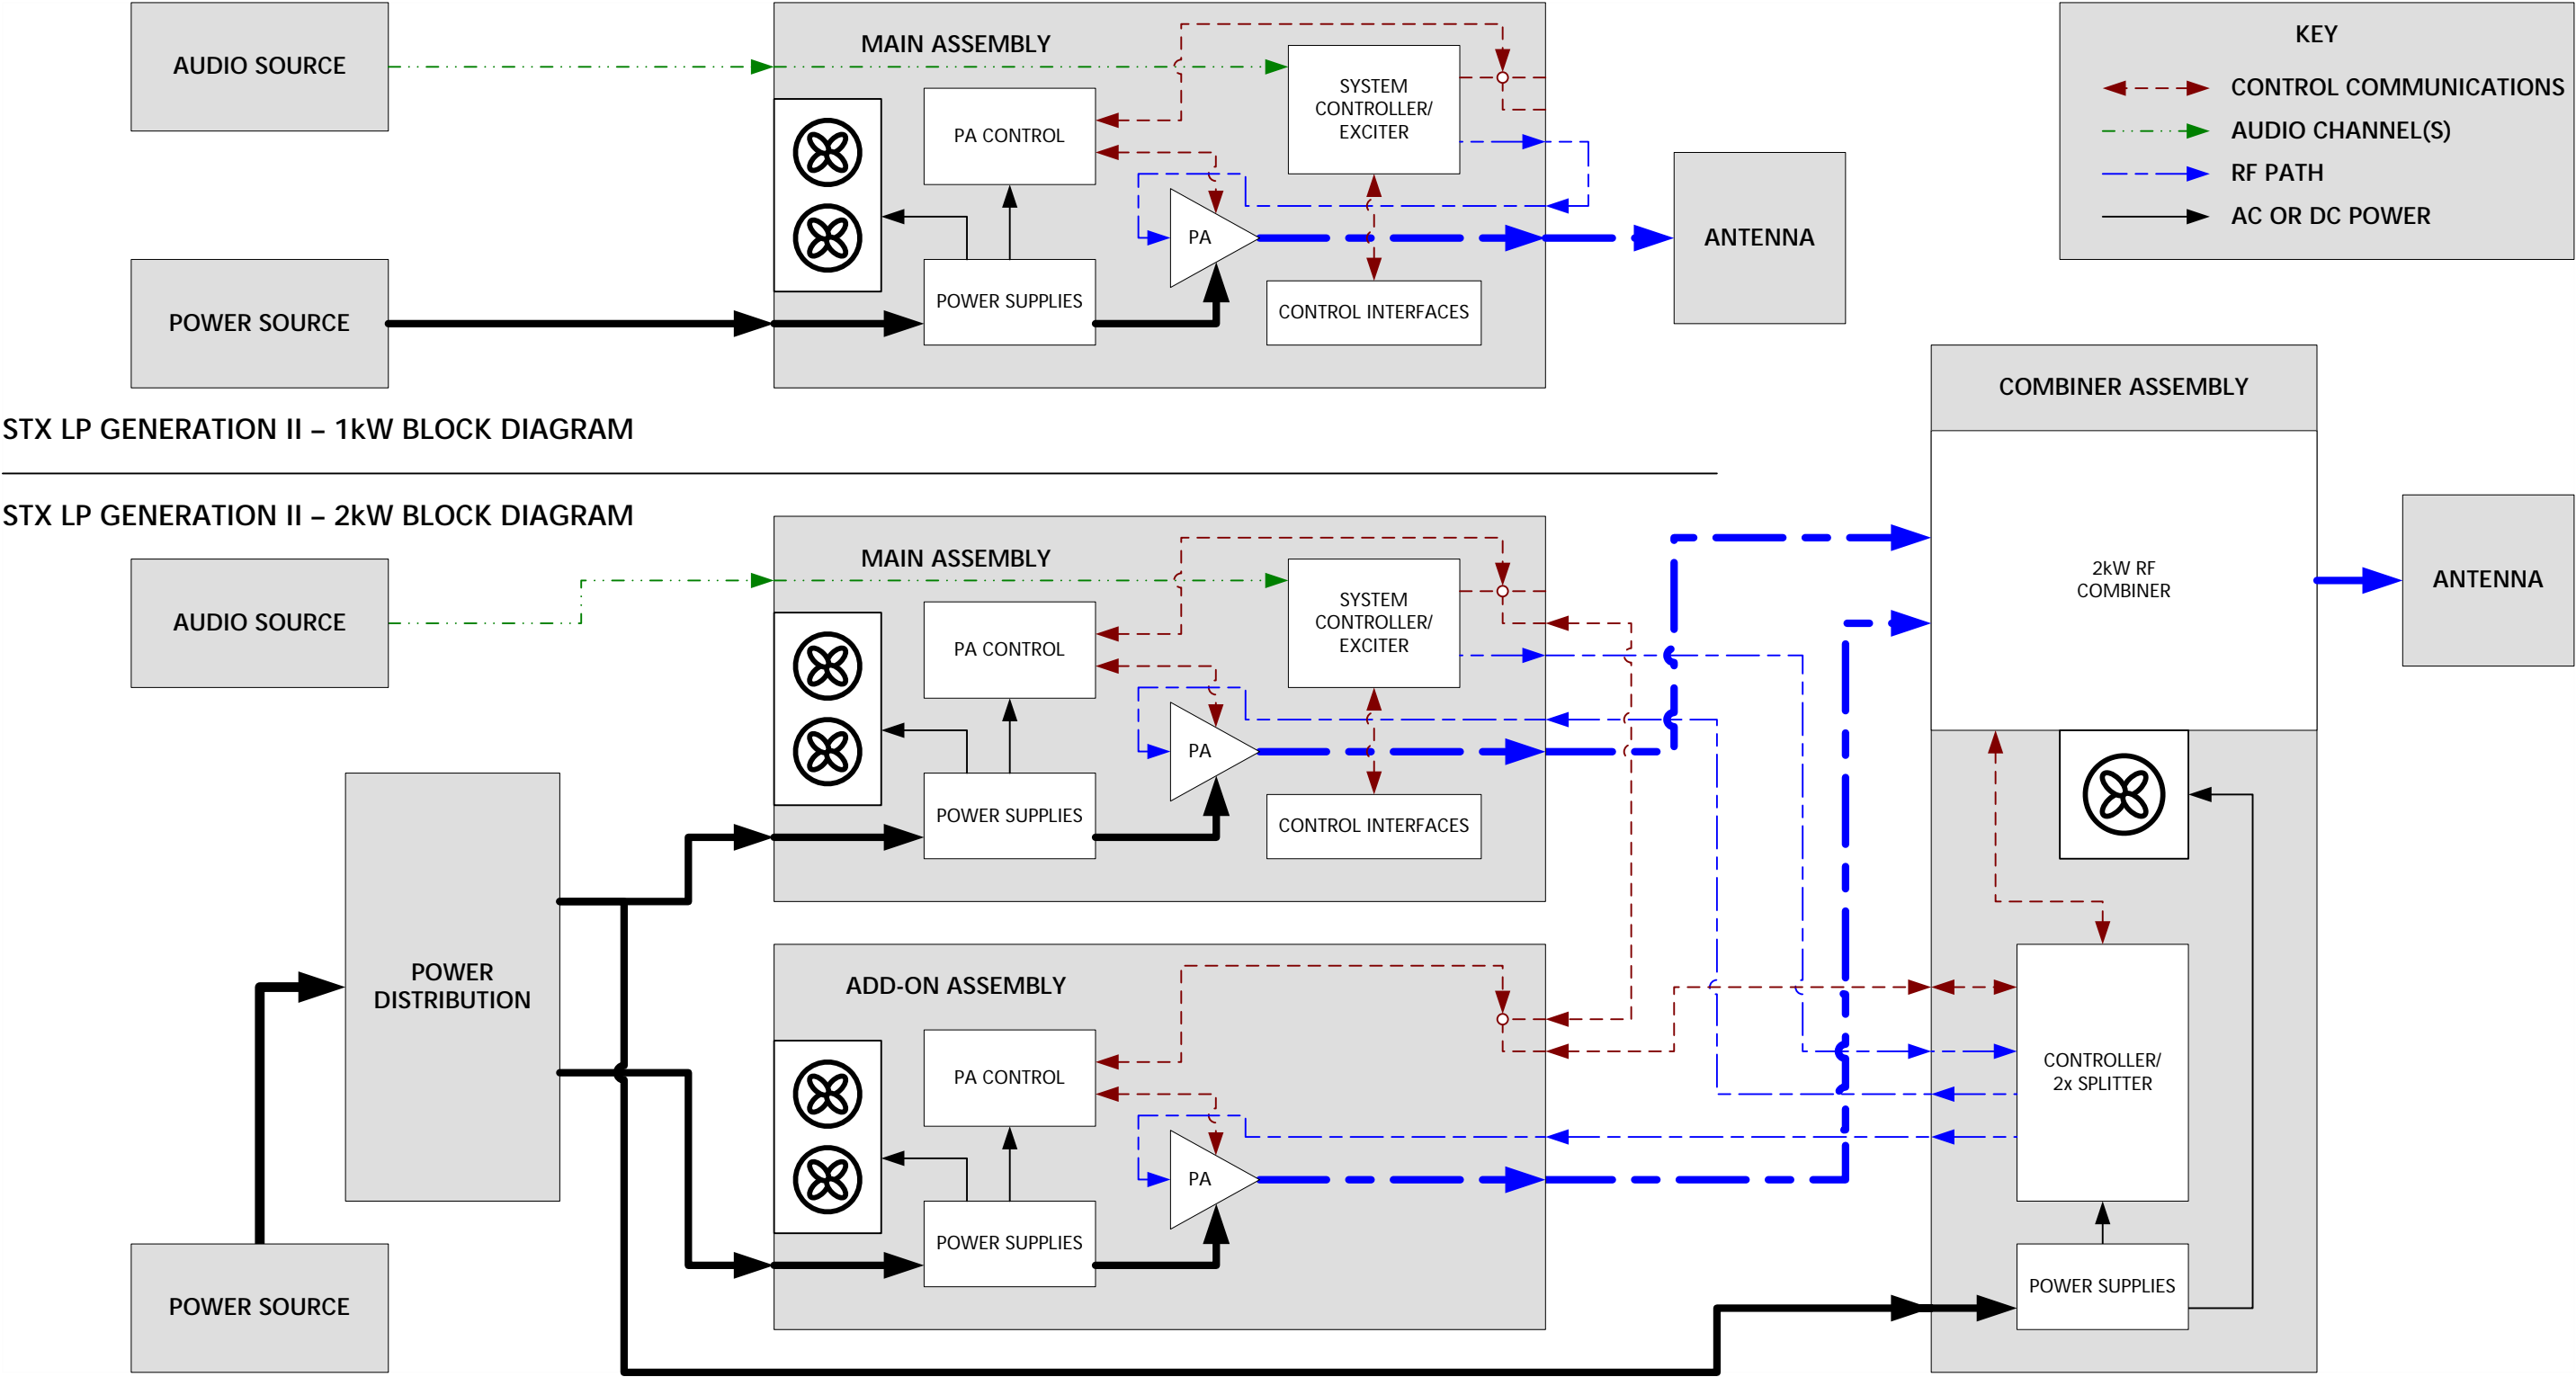 AUDIO SOURCE
POWER SOURCE
MAIN ASSEMBLY
PA CONTROL
POWER SUPPLIES
PA
SYSTEM
CONTROLLER/
EXCITER
CONTROL INTERFACES
ANTENNA
KEY
CONTROL COMMUNICATIONS
AUDIO CHANNEL(S)
RF PATH
AC OR DC POWER
STX LP GENERATION II – 1kW BLOCK DIAGRAM
STX LP GENERATION II – 2kW BLOCK DIAGRAM
AUDIO SOURCE
POWER
DISTRIBUTION
POWER SOURCE
MAIN ASSEMBLY
PA CONTROL
POWER SUPPLIES
PA
SYSTEM
CONTROLLER/
EXCITER
CONTROL INTERFACES
ADD-ON ASSEMBLY
PA CONTROL
POWER SUPPLIES
PA
COMBINER ASSEMBLY
2kW RF
COMBINER
CONTROLLER/
2x SPLITTER
POWER SUPPLIES
ANTENNA